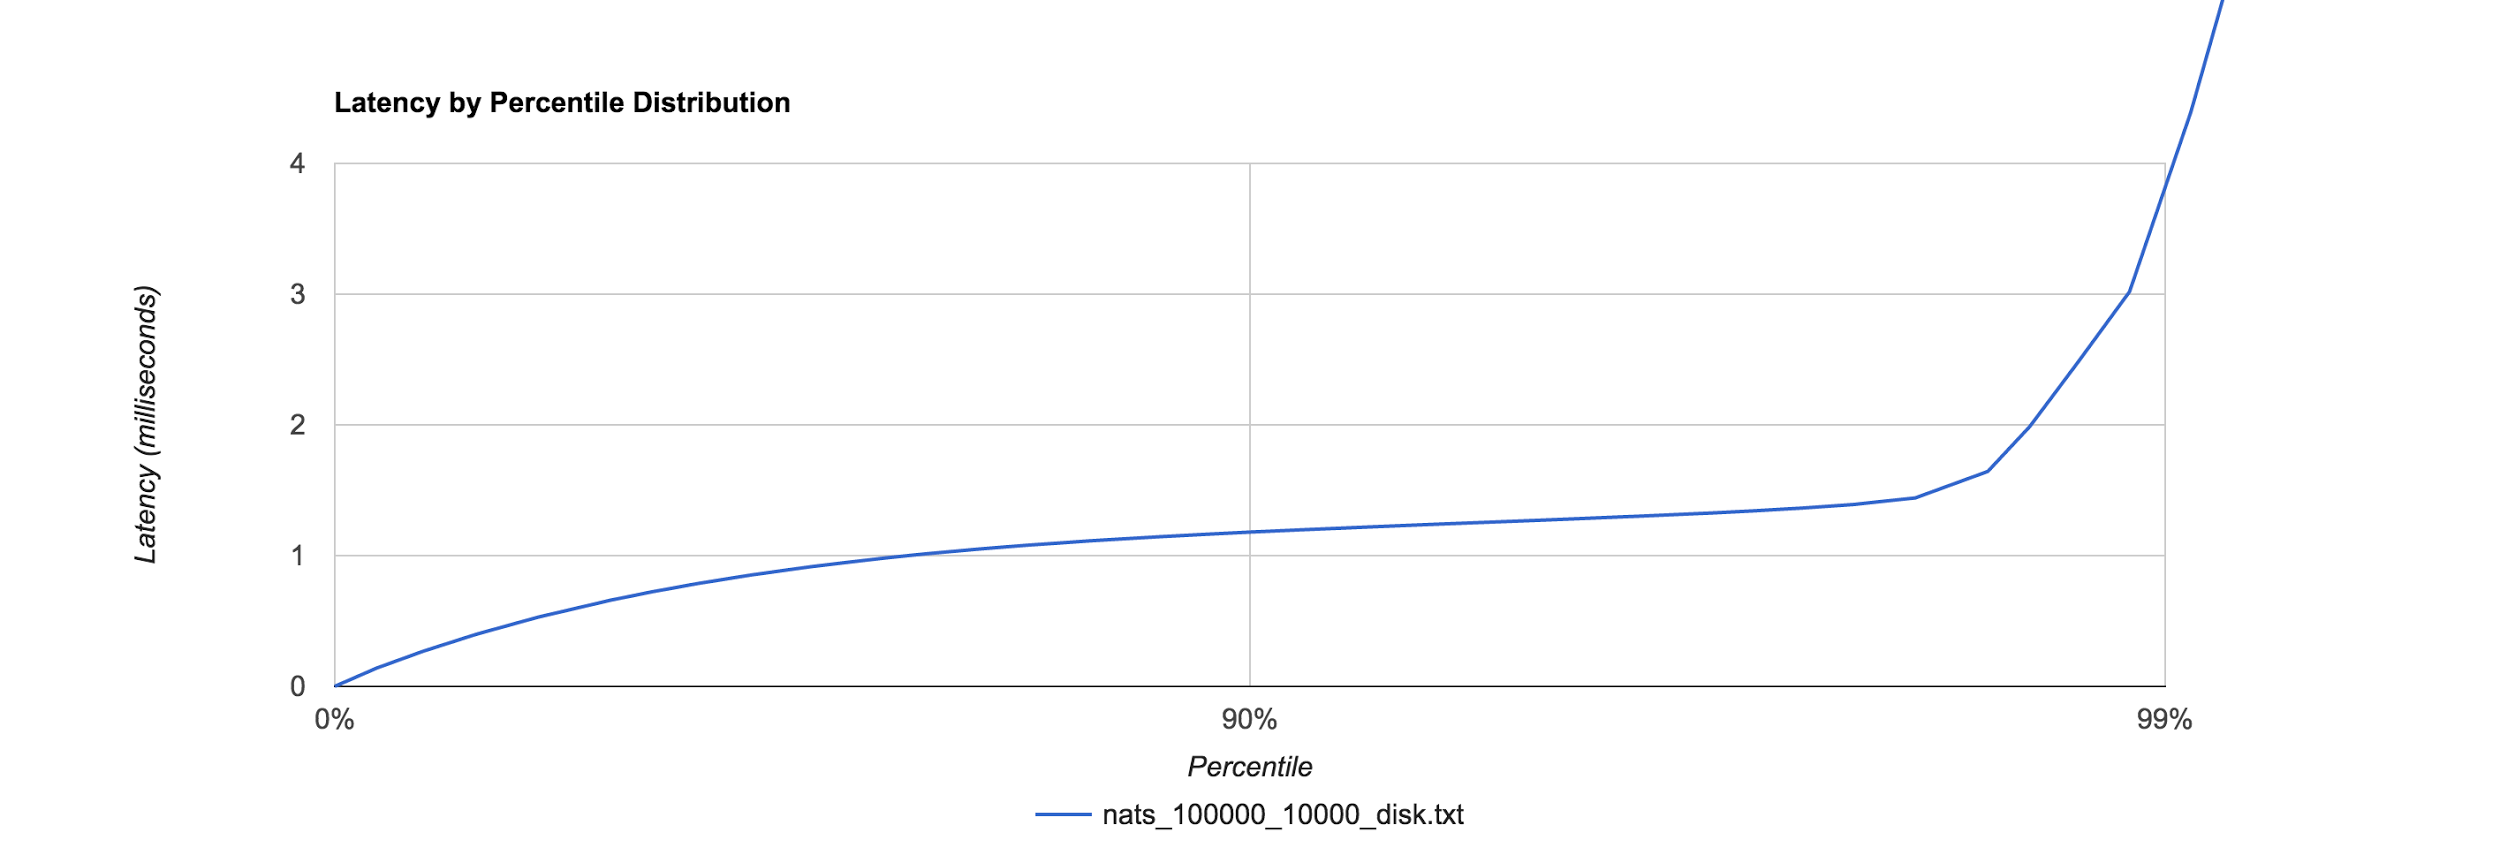 Latency by Percentile Distribution
4
3
2
1
0
Latency (milliseconds)
0% 90% 99%
Percentile
nats_100000_10000_disk.txt